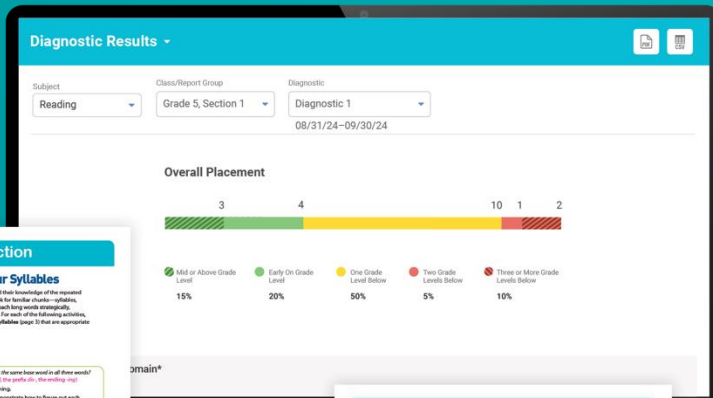 Diagnostic Results
PDF
CSV
Subject
Class/Report Group
Diagnostic
Reading
Grade 5, Section 1
Diagnostic 1
08/31/24–09/30/24
Overall Placement
3 4 10 1 2
Mid or Above Grade Level
15%
Early On Grade Level
20%
One Grade Level Below
50%
Two Grade Levels Below
5%
Three or More Grade Levels Below
10%
omain*
ction
ur Syllables
d their knowledge of the repeated
k for familiar chunks—syllables,
each long words strategically,
For each of the following activities,
yllables (page 3) that are appropriate
the same base word in all three words?
, the prefix dis-, the ending -ing!
ning.